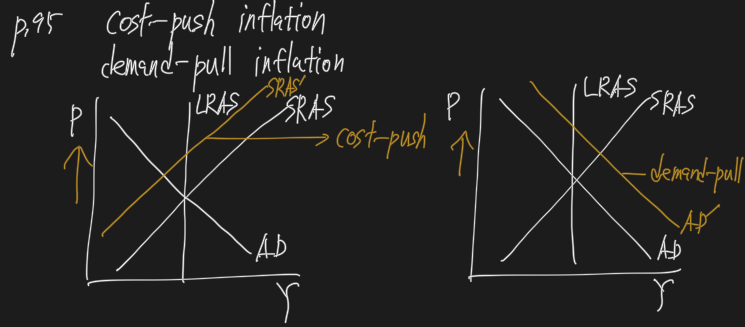 p.95 cost-push inflation
demand-pull inflation
P
LRAS
SRAS'
SRAS
cost-push
AD
Y
P
LRAS
SRAS
demand-pull
AD'
AD
Y